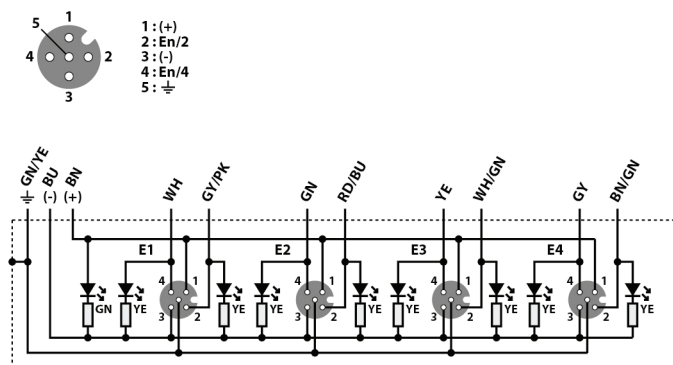 1
5
4
2
3
1 : (+)
2 : En/2
3 : (-)
4 : En/4
5 :
GN/YE
BU
(-)
BN
(+)
WH
GY/PK
GN
RD/BU
YE
WH/GN
GY
BN/GN
E1
E2
E3
E4
4 1
4 1
4 1
4 1
GN
YE
3 2
YE
YE
3 2
YE
YE
3 2
YE
YE
3 2
YE